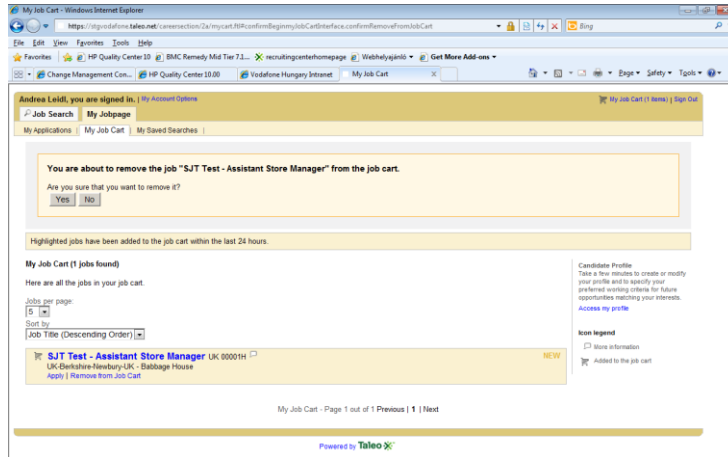 My Job Cart - Windows Internet Explorer
https://stgvodafone.taleo.net/careersection/2a/mycart.ftl#confirmBeginmyJobCartInterface.confirmRemoveFromJobCart
Bing
File Edit View Favorites Tools Help
Favorites HP Quality Center 10 BMC Remedy Mid Tier 7.1... recruitingcenterhomepage Webhelyajánló Get More Add-ons
Change Management Con... HP Quality Center 10.00 Vodafone Hungary Intranet My Job Cart X Page Safety Tools
Andrea Leidl, you are signed in. | My Account Options My Job Cart (1 items) | Sign Out
Job Search My Jobpage
My Applications | My Job Cart | My Saved Searches |
You are about to remove the job "SJT Test - Assistant Store Manager" from the job cart.
Are you sure that you want to remove it?
Yes No
Highlighted jobs have been added to the job cart within the last 24 hours.
My Job Cart (1 jobs found)
Here are all the jobs in your job cart.
Jobs per page:
5
Sort by
Job Title (Descending Order)
SJT Test - Assistant Store Manager UK 00001H NEW
UK-Berkshire-Newbury-UK - Babbage House
Apply | Remove from Job Cart
Candidate Profile
Take a few minutes to create or modify
your profile and to specify your
preferred working criteria for future
opportunities matching your interests.
Access my profile
Icon legend
More information
Added to the job cart
My Job Cart - Page 1 out of 1 Previous | 1 | Next
Powered by Taleo